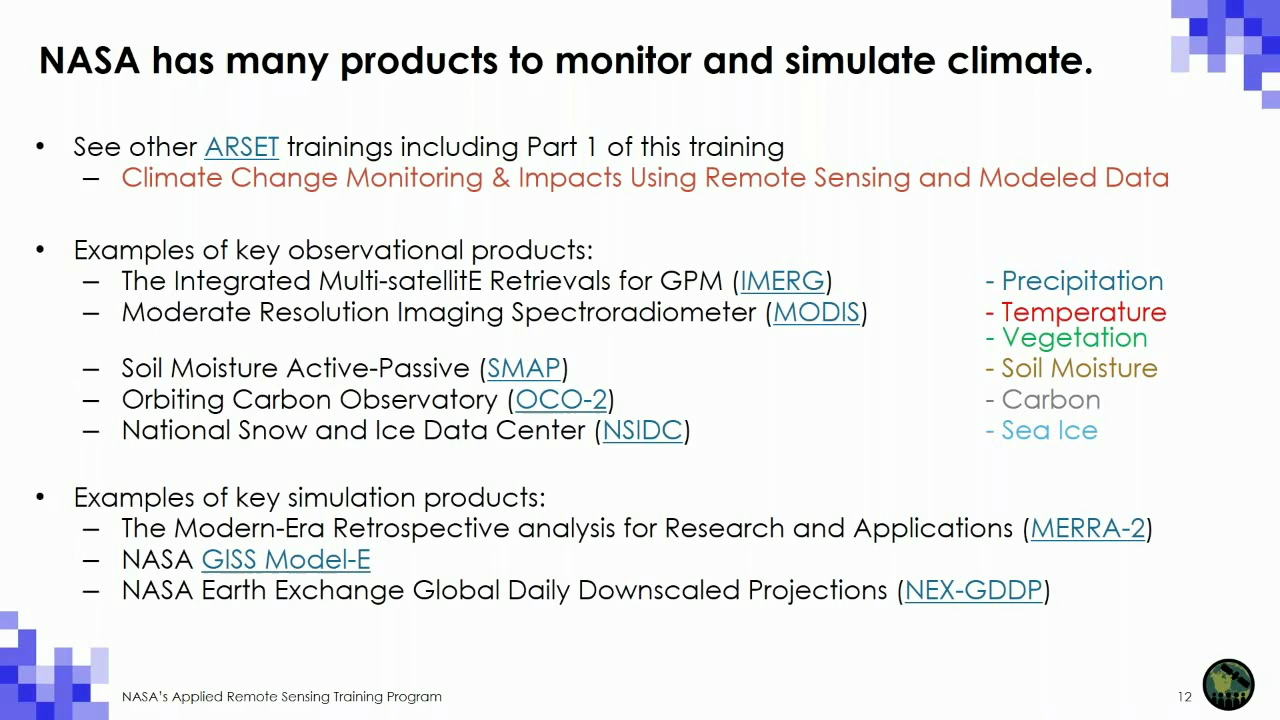 NASA has many products to monitor and simulate climate.
• See other ARSET trainings including Part 1 of this training
– Climate Change Monitoring & Impacts Using Remote Sensing and Modeled Data
• Examples of key observational products:
– The Integrated Multi-satellitE Retrievals for GPM (IMERG) - Precipitation
– Moderate Resolution Imaging Spectroradiometer (MODIS) - Temperature
- Vegetation
– Soil Moisture Active-Passive (SMAP) - Soil Moisture
– Orbiting Carbon Observatory (OCO-2) - Carbon
– National Snow and Ice Data Center (NSIDC) - Sea Ice
• Examples of key simulation products:
– The Modern-Era Retrospective analysis for Research and Applications (MERRA-2)
– NASA GISS Model-E
– NASA Earth Exchange Global Daily Downscaled Projections (NEX-GDDP)
NASA's Applied Remote Sensing Training Program 12